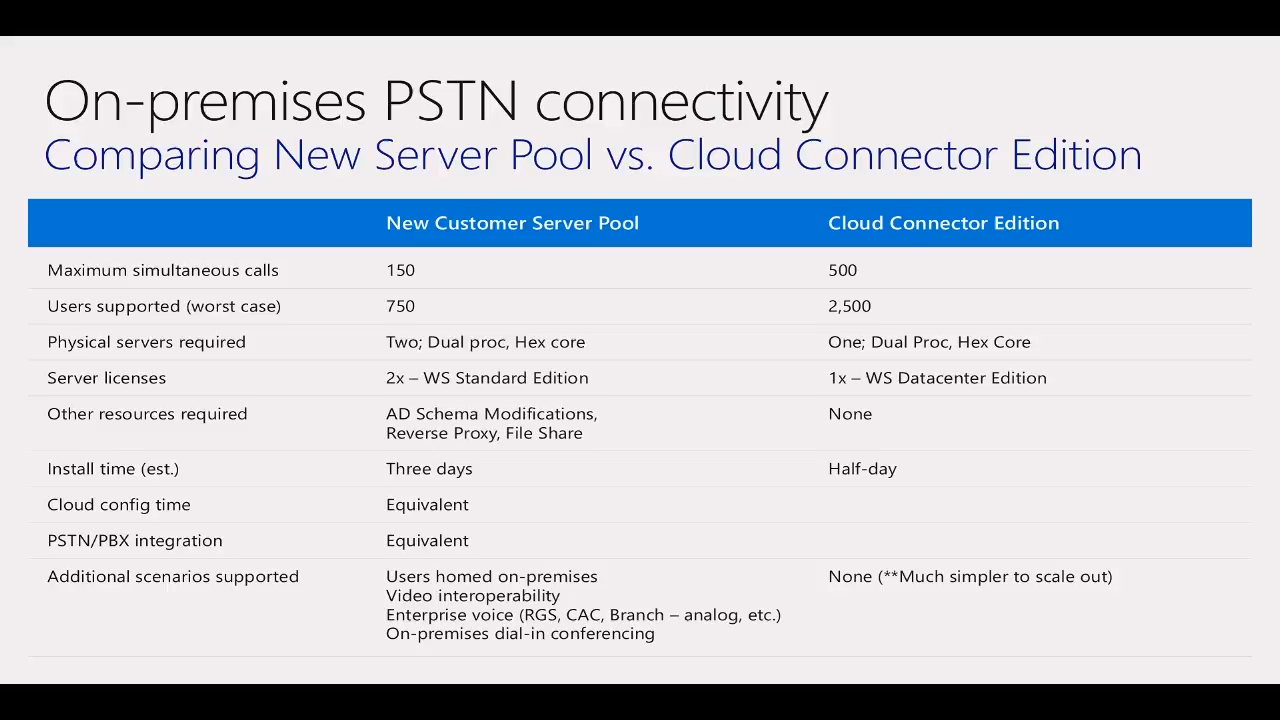 On-premises PSTN connectivity
Comparing New Server Pool vs. Cloud Connector Edition
New Customer Server Pool Cloud Connector Edition
Maximum simultaneous calls 150 500
Users supported (worst case) 750 2,500
Physical servers required Two; Dual proc, Hex core One; Dual Proc, Hex Core
Server licenses 2x – WS Standard Edition 1x – WS Datacenter Edition
Other resources required AD Schema Modifications, None
Reverse Proxy, File Share
Install time (est.) Three days Half-day
Cloud config time Equivalent
PSTN/PBX integration Equivalent
Additional scenarios supported Users homed on-premises None (**Much simpler to scale out)
Video interoperability
Enterprise voice (RGS, CAC, Branch – analog, etc.)
On-premises dial-in conferencing